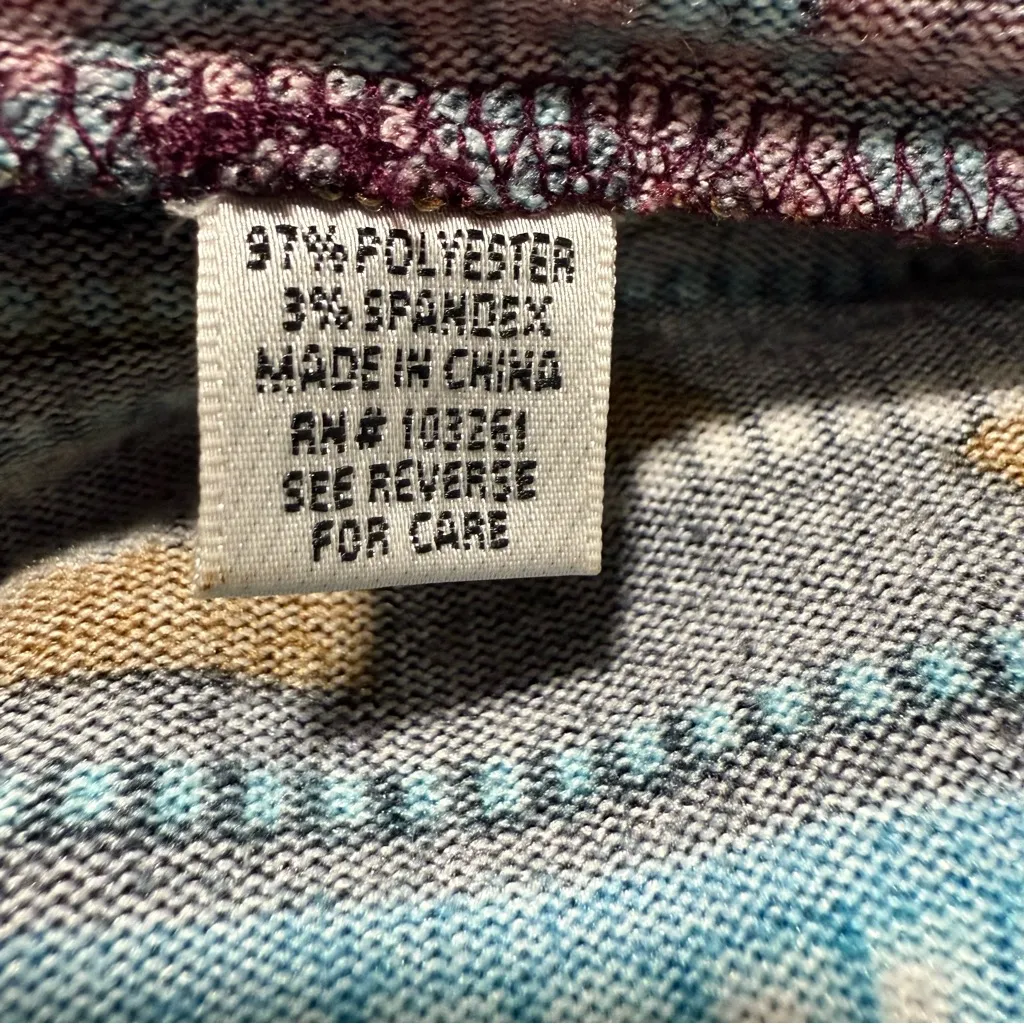 97% POLYESTER
3% SPANDEX
MADE IN CHINA
RN# 103261
SEE REVERSE
FOR CARE